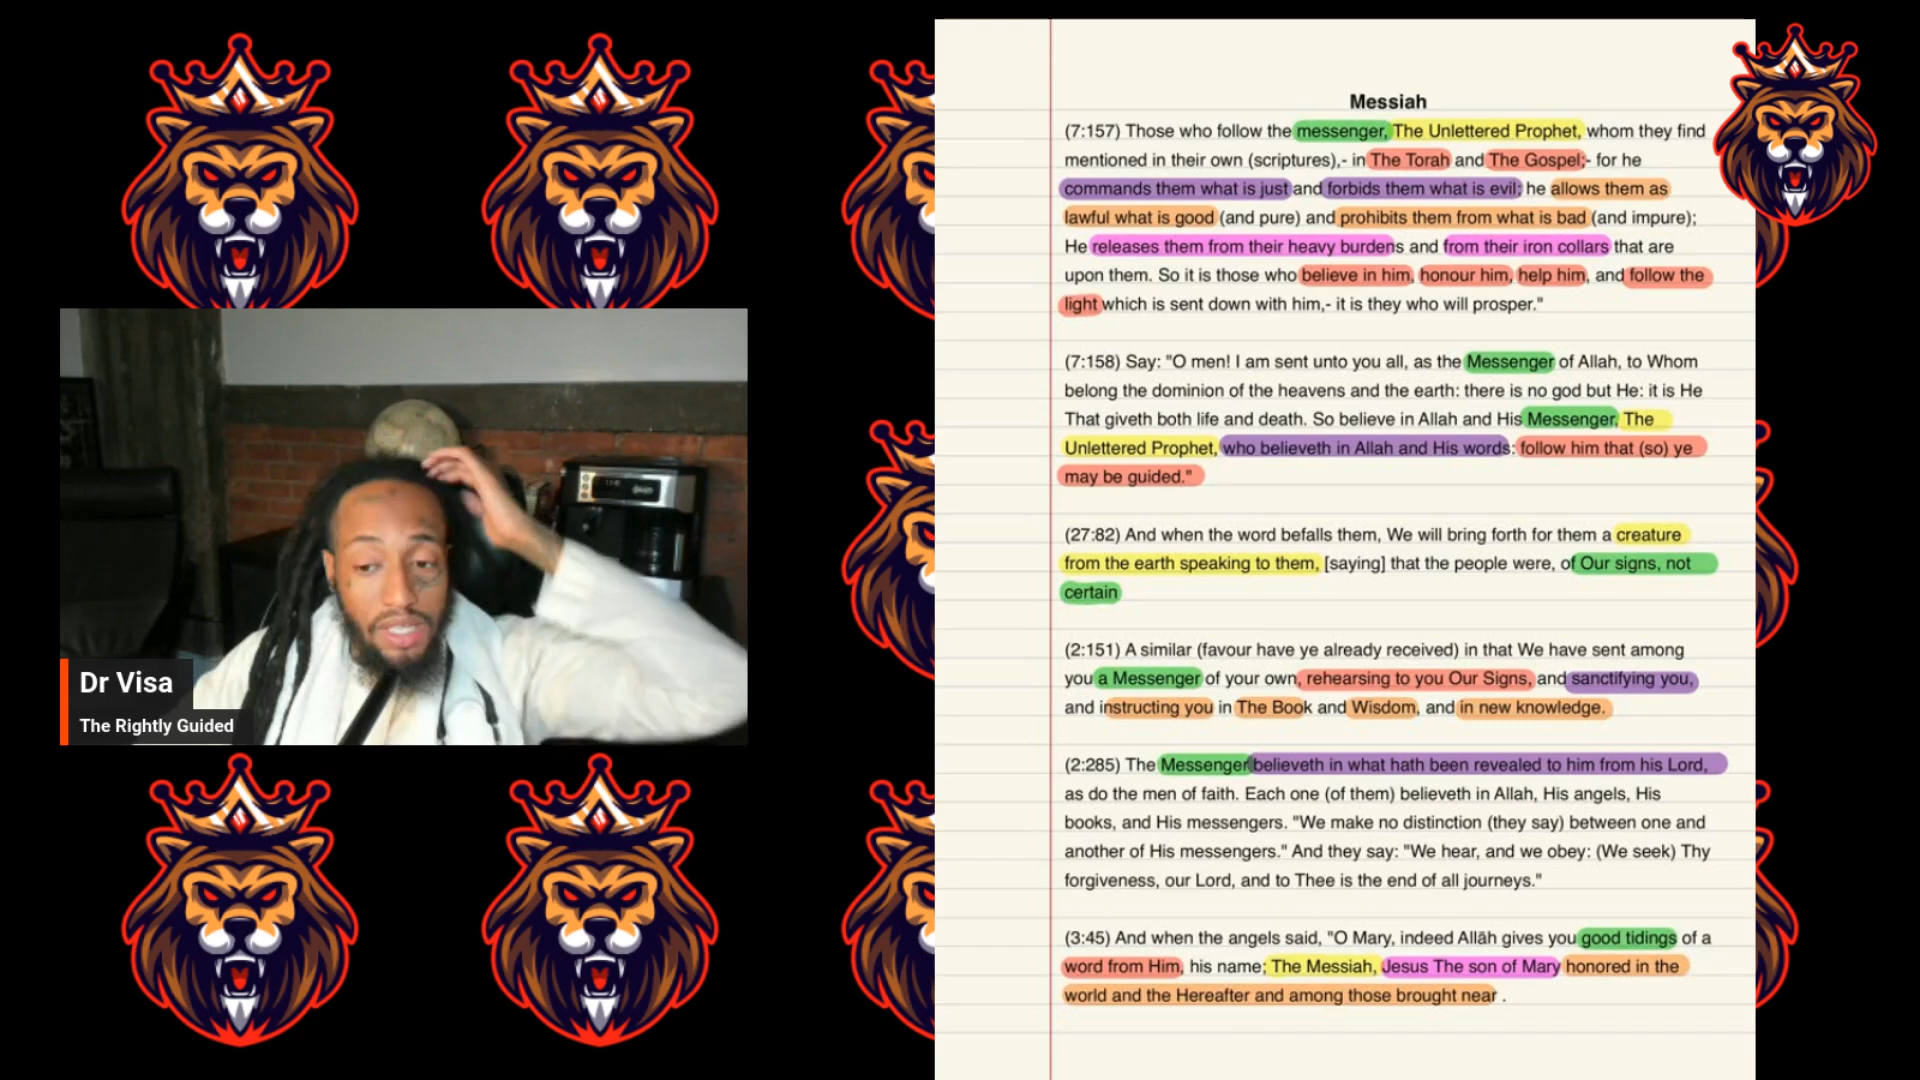 Messiah
(7:157) Those who follow the messenger, The Unlettered Prophet, whom they find
mentioned in their own (scriptures),- in The Torah and The Gospel;- for he
commands them what is just and forbids them what is evil; he allows them as
lawful what is good (and pure) and prohibits them from what is bad (and impure);
He releases them from their heavy burdens and from their iron collars that are
upon them. So it is those who believe in him, honour him, help him, and follow the
light which is sent down with him,- it is they who will prosper."
(7:158) Say: "O men! I am sent unto you all, as the Messenger of Allah, to Whom
belong the dominion of the heavens and the earth: there is no god but He: it is He
That giveth both life and death. So believe in Allah and His Messenger, The
Unlettered Prophet, who believeth in Allah and His words: follow him that (so) ye
may be guided."
(27:82) And when the word befalls them, We will bring forth for them a creature
from the earth speaking to them, [saying] that the people were, of Our signs, not
certain
(2:151) A similar (favour have ye already received) in that We have sent among
you a Messenger of your own, rehearsing to you Our Signs, and sanctifying you,
and instructing you in The Book and Wisdom, and in new knowledge.
(2:285) The Messenger believeth in what hath been revealed to him from his Lord,
as do the men of faith. Each one (of them) believeth in Allah, His angels, His
books, and His messengers. "We make no distinction (they say) between one and
another of His messengers." And they say: "We hear, and we obey: (We seek) Thy
forgiveness, our Lord, and to Thee is the end of all journeys."
(3:45) And when the angels said, "O Mary, indeed Allāh gives you good tidings of a
word from Him, his name; The Messiah, Jesus The son of Mary honored in the
world and the Hereafter and among those brought near .
Dr Visa
The Rightly Guided